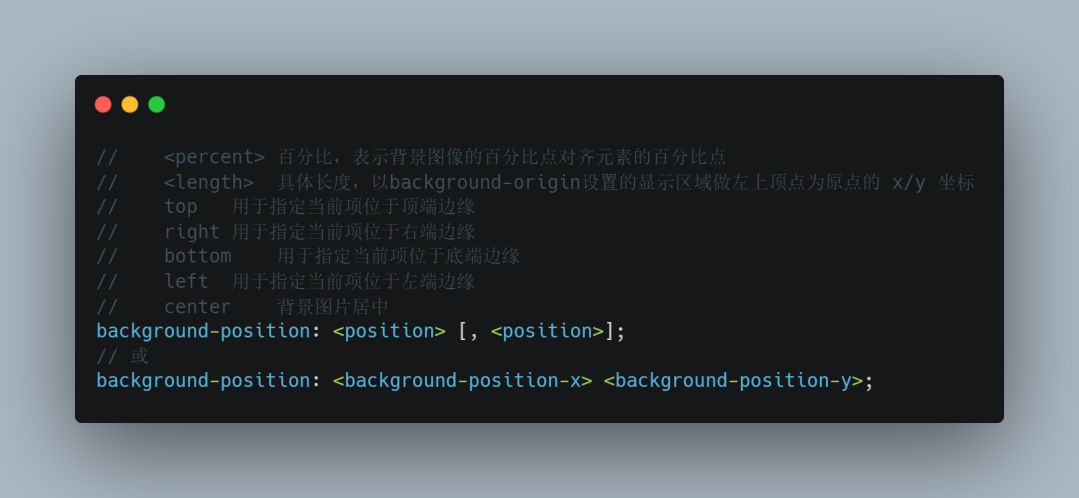 //    <percent> 百分比，表示背景图像的百分比点对齐元素的百分比点
//    <length>  具体长度，以background-origin设置的显示区域做左上顶点为原点的 x/y 坐标
//    top   用于指定当前项位于顶端边缘
//    right 用于指定当前项位于右端边缘
//    bottom    用于指定当前项位于底端边缘
//    left  用于指定当前项位于左端边缘
//    center    背景图片居中
background-position: <position> [, <position>];
// 或
background-position: <background-position-x> <background-position-y>;